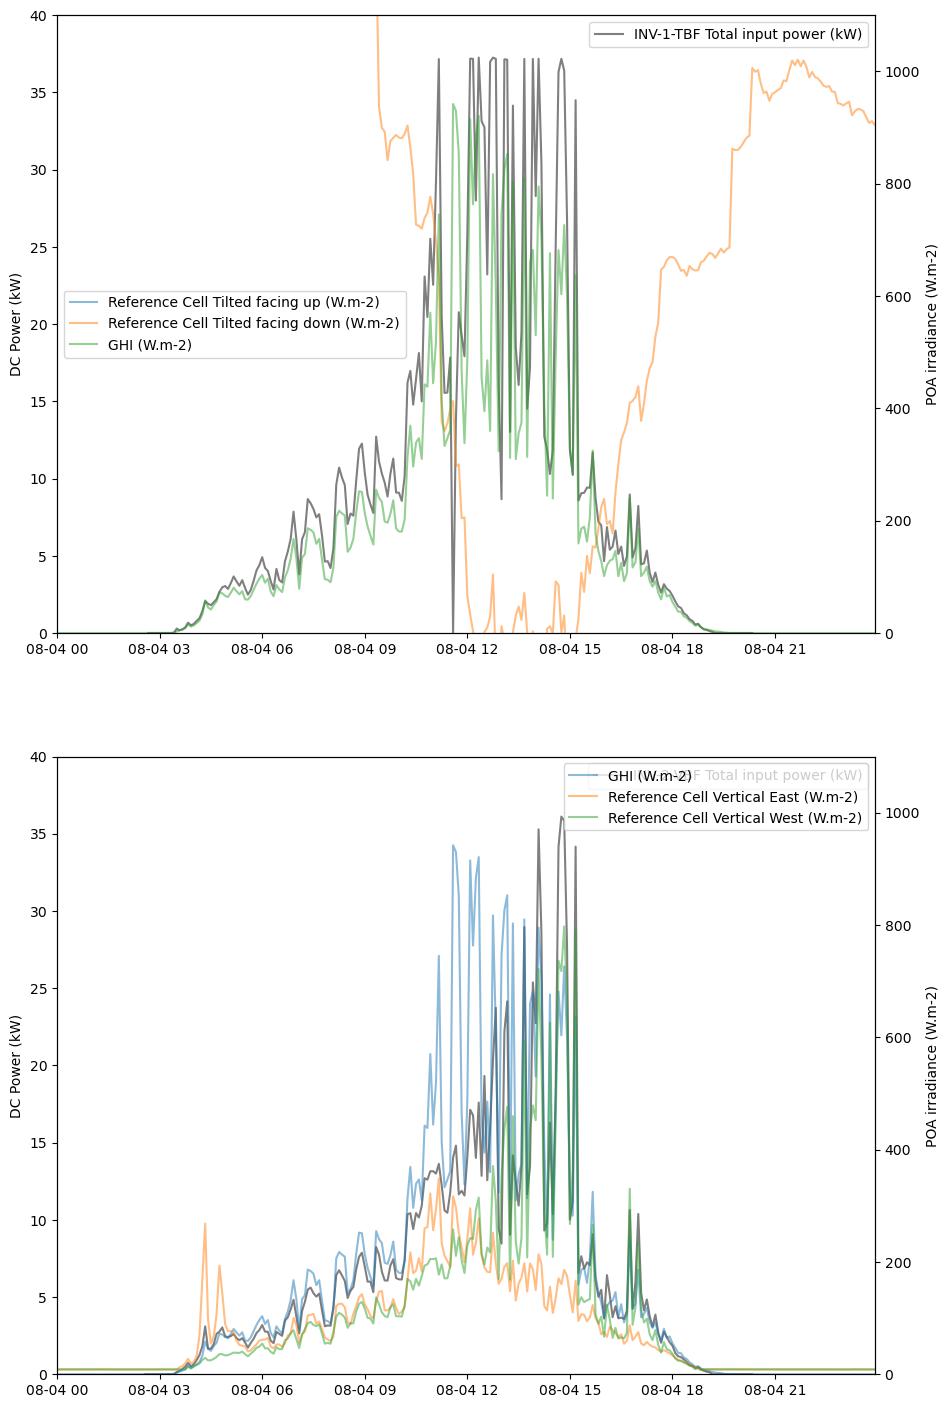 40
35
30
25
20
15
10
5
0
DC Power (kW)
INV-1-TBF Total input power (kW)
Reference Cell Tilted facing up (W.m-2)
Reference Cell Tilted facing down (W.m-2)
GHI (W.m-2)
1000
800
600
400
200
0
POA irradiance (W.m-2)
08-04 00 08-04 03 08-04 06 08-04 09 08-04 12 08-04 15 08-04 18 08-04 21
40
35
30
25
20
15
10
5
0
DC Power (kW)
GHI (W.m-2)
Total input power (kW)
Reference Cell Vertical East (W.m-2)
Reference Cell Vertical West (W.m-2)
1000
800
600
400
200
0
POA irradiance (W.m-2)
08-04 00 08-04 03 08-04 06 08-04 09 08-04 12 08-04 15 08-04 18 08-04 21